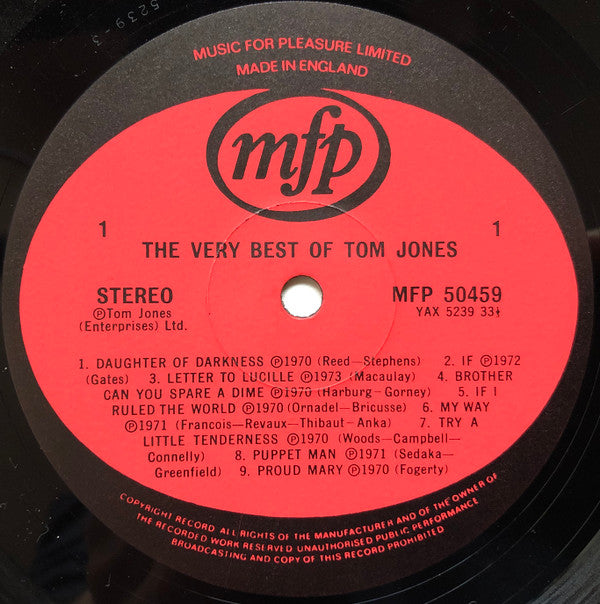 5239-3
MUSIC FOR PLEASURE LIMITED
MADE IN ENGLAND
mfp
1 1
THE VERY BEST OF TOM JONES
STEREO MFP 50459
℗Tom Jones YAX 5239 33⅓
(Enterprises) Ltd.
1. DAUGHTER OF DARKNESS ℗1970 (Reed—Stephens) 2. IF ℗1972
(Gates) 3. LETTER TO LUCILLE ℗1973 (Macaulay) 4. BROTHER
CAN YOU SPARE A DIME ℗1970 (Harburg-Gorney) 5. IF I
RULED THE WORLD ℗1970 (Ornadel—Bricusse) 6. MY WAY
℗1971 (Francois—Revaux—Thibaut-Anka) 7. TRY A
LITTLE TENDERNESS ℗1970 (Woods—Campbell—
Connelly) 8. PUPPET MAN ℗1971 (Sedaka—
Greenfield) 9. PROUD MARY ℗1970 (Fogerty)
COPYRIGHT RECORD ALL RIGHTS OF THE MANUFACTURER AND OF THE OWNER OF
THE RECORDED WORK RESERVED UNAUTHORISED PUBLIC PERFORMANCE
BROADCASTING AND COPY OF THIS RECORD PROHIBITED